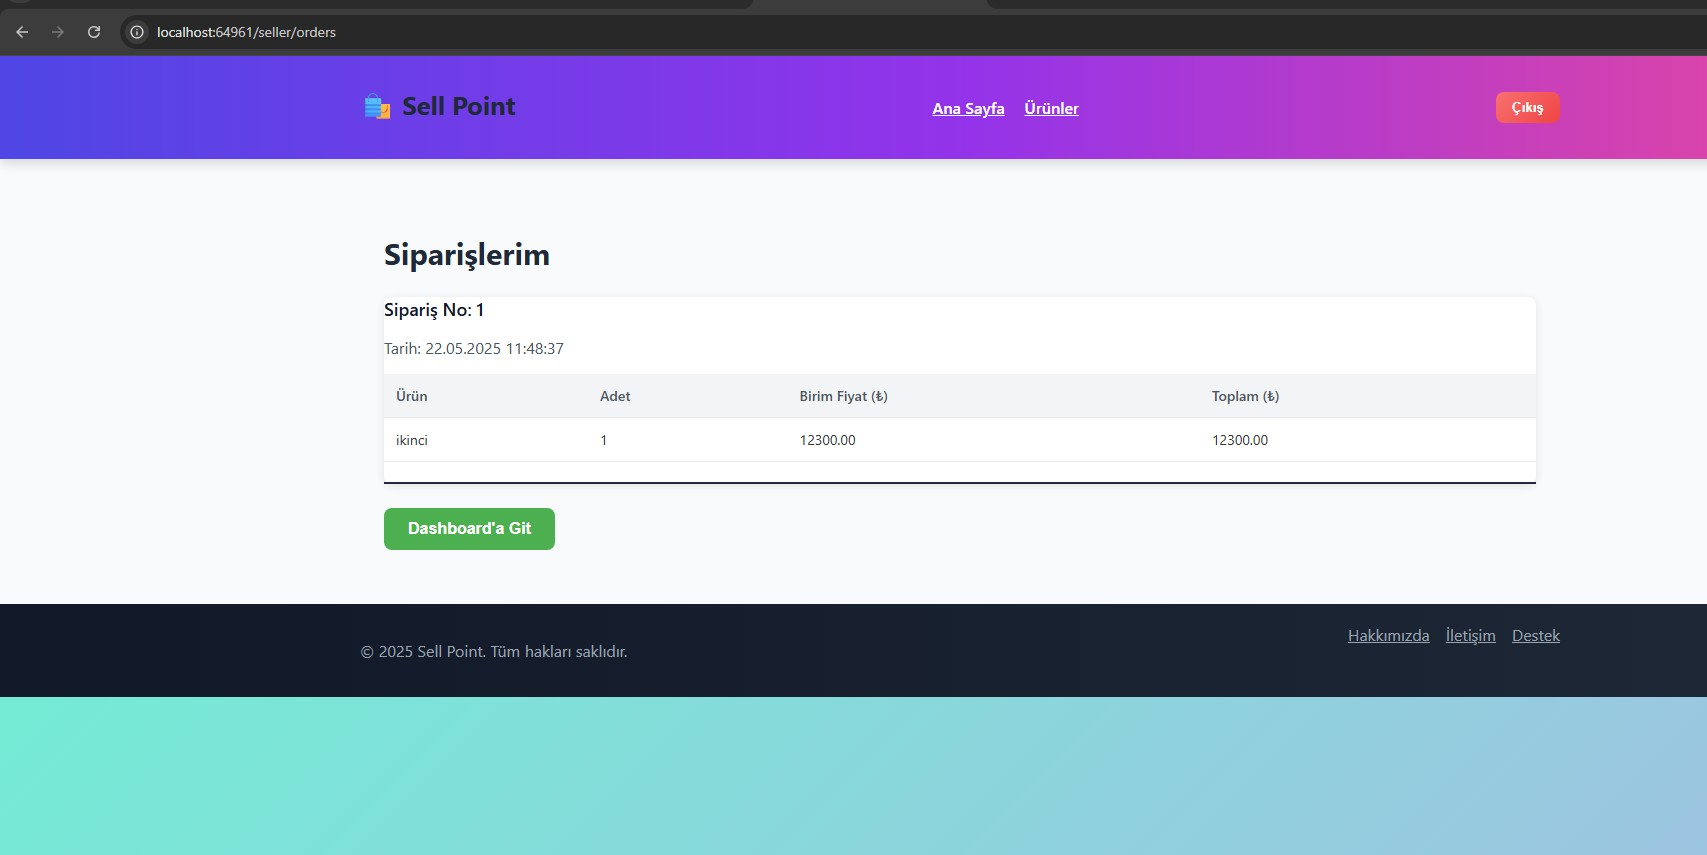 localhost:64961/seller/orders
Sell Point
Ana Sayfa Ürünler
Çıkış
Siparişlerim
Sipariş No: 1
Tarih: 22.05.2025 11:48:37
Ürün Adet Birim Fiyat (₺) Toplam (₺)
ikinci 1 12300.00 12300.00
Dashboard'a Git
Hakkımızda İletişim Destek
© 2025 Sell Point. Tüm hakları saklıdır.